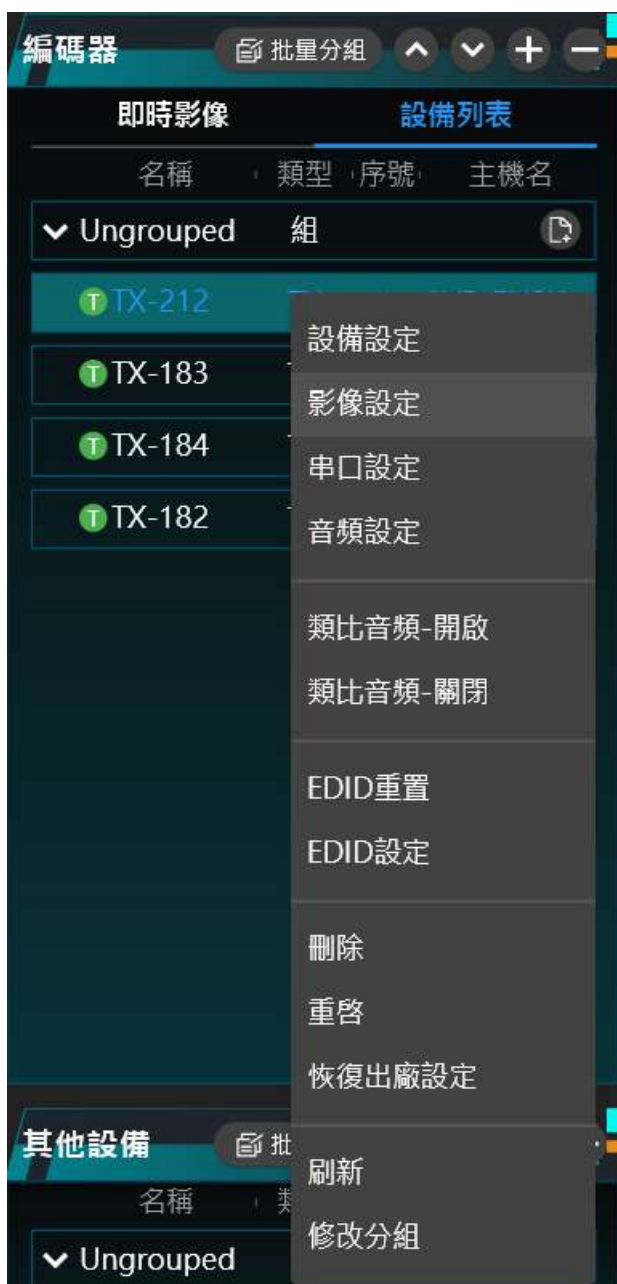 編碼器 批量分組
即時影像 設備列表
名稱 類型 序號 主機名
Ungrouped 組
T TX-212
設備設定
T TX-183
影像設定
T TX-184
串口設定
T TX-182
音頻設定
類比音頻-開啟
類比音頻-關閉
EDID重置
EDID設定
刪除
重啓
恢復出廠設定
其他設備 批
刷新
名稱 類
修改分組
Ungrouped